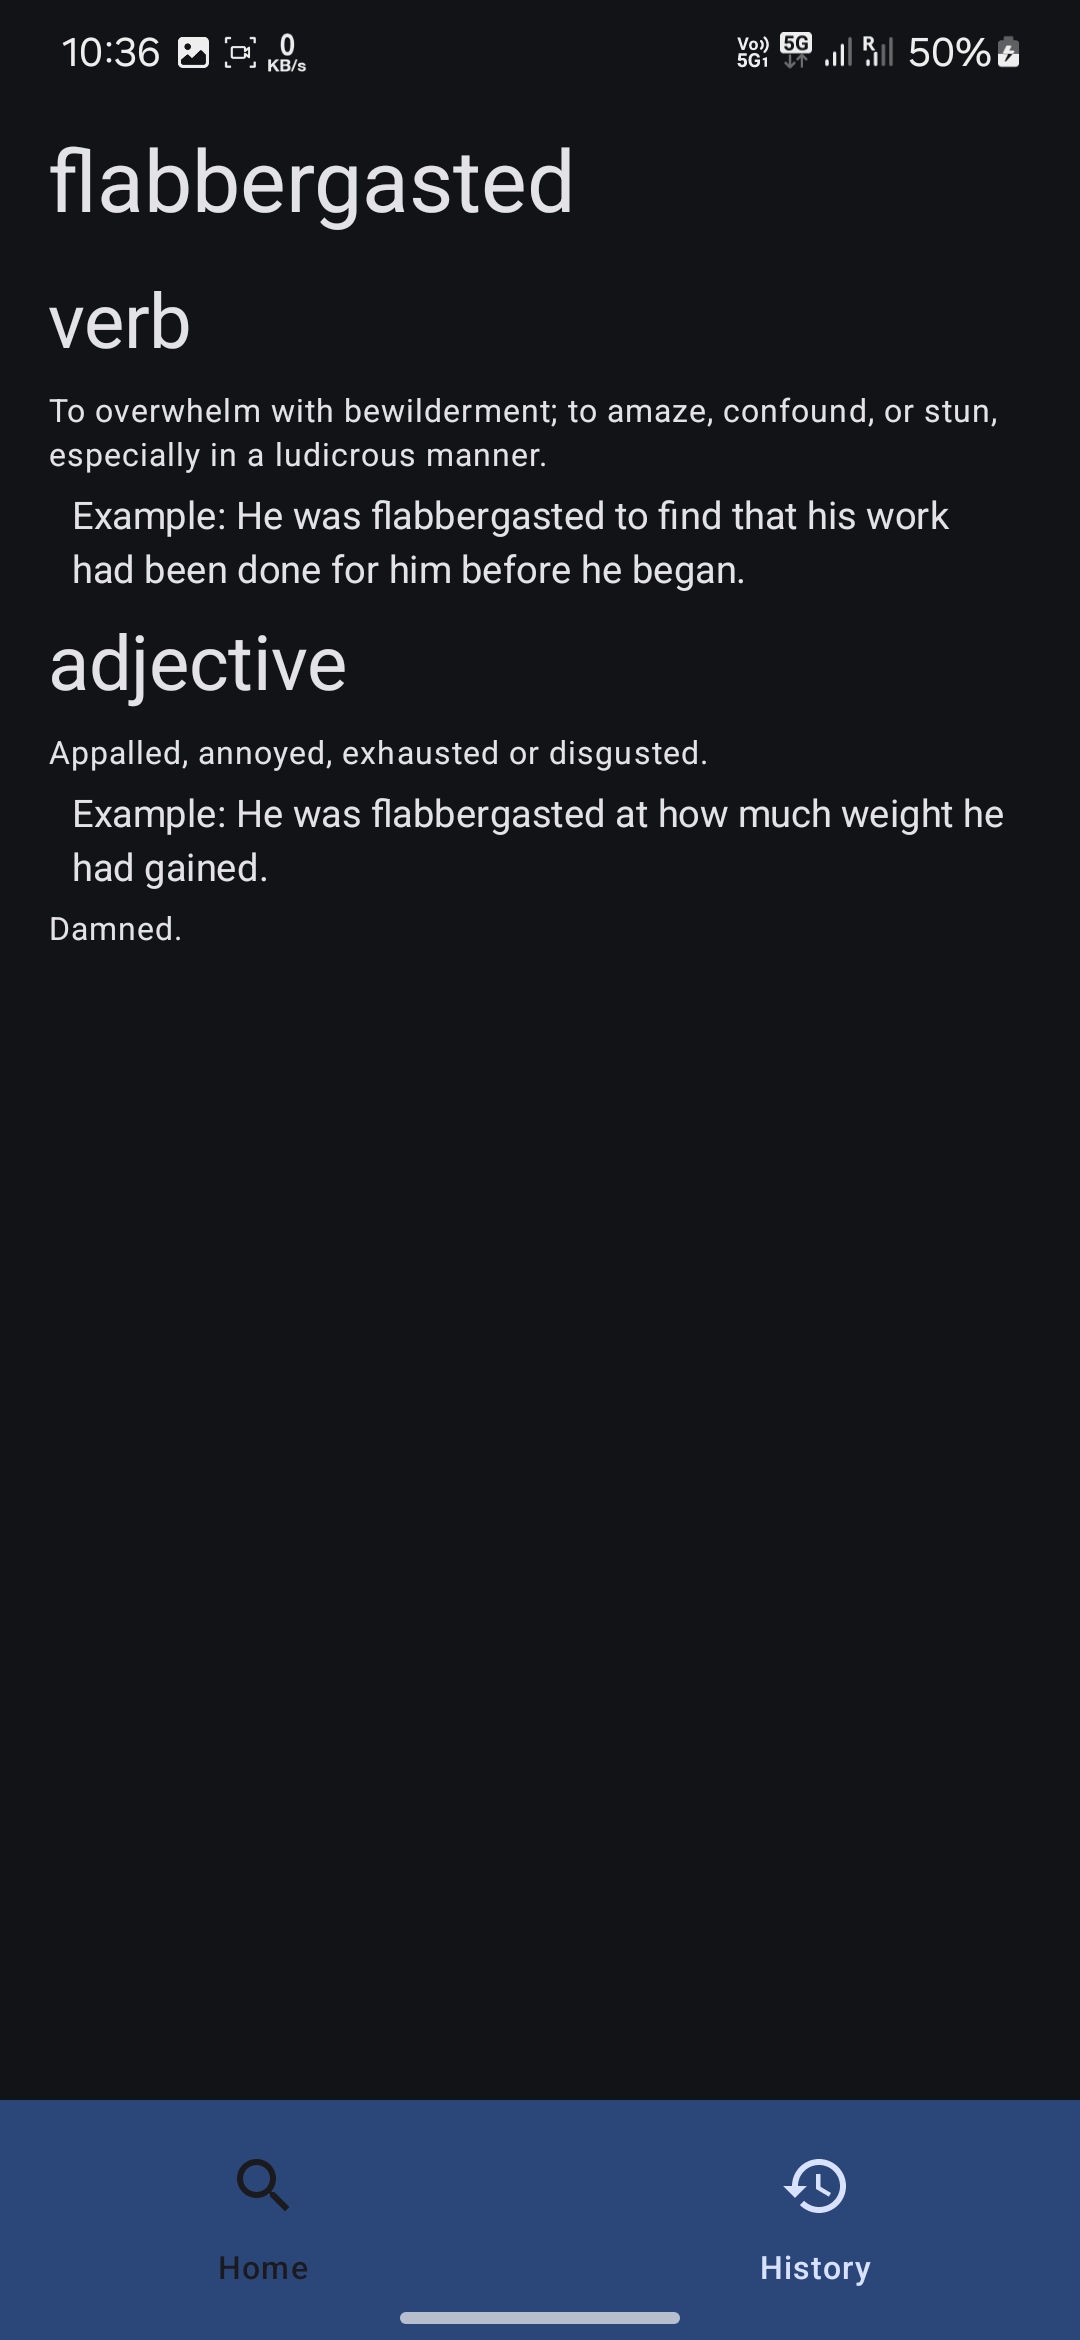 10:36 0 KB/s Vo)) 5G1 5G R 50%
flabbergasted
verb
To overwhelm with bewilderment; to amaze, confound, or stun,
especially in a ludicrous manner.
Example: He was flabbergasted to find that his work
had been done for him before he began.
adjective
Appalled, annoyed, exhausted or disgusted.
Example: He was flabbergasted at how much weight he
had gained.
Damned.
Home History